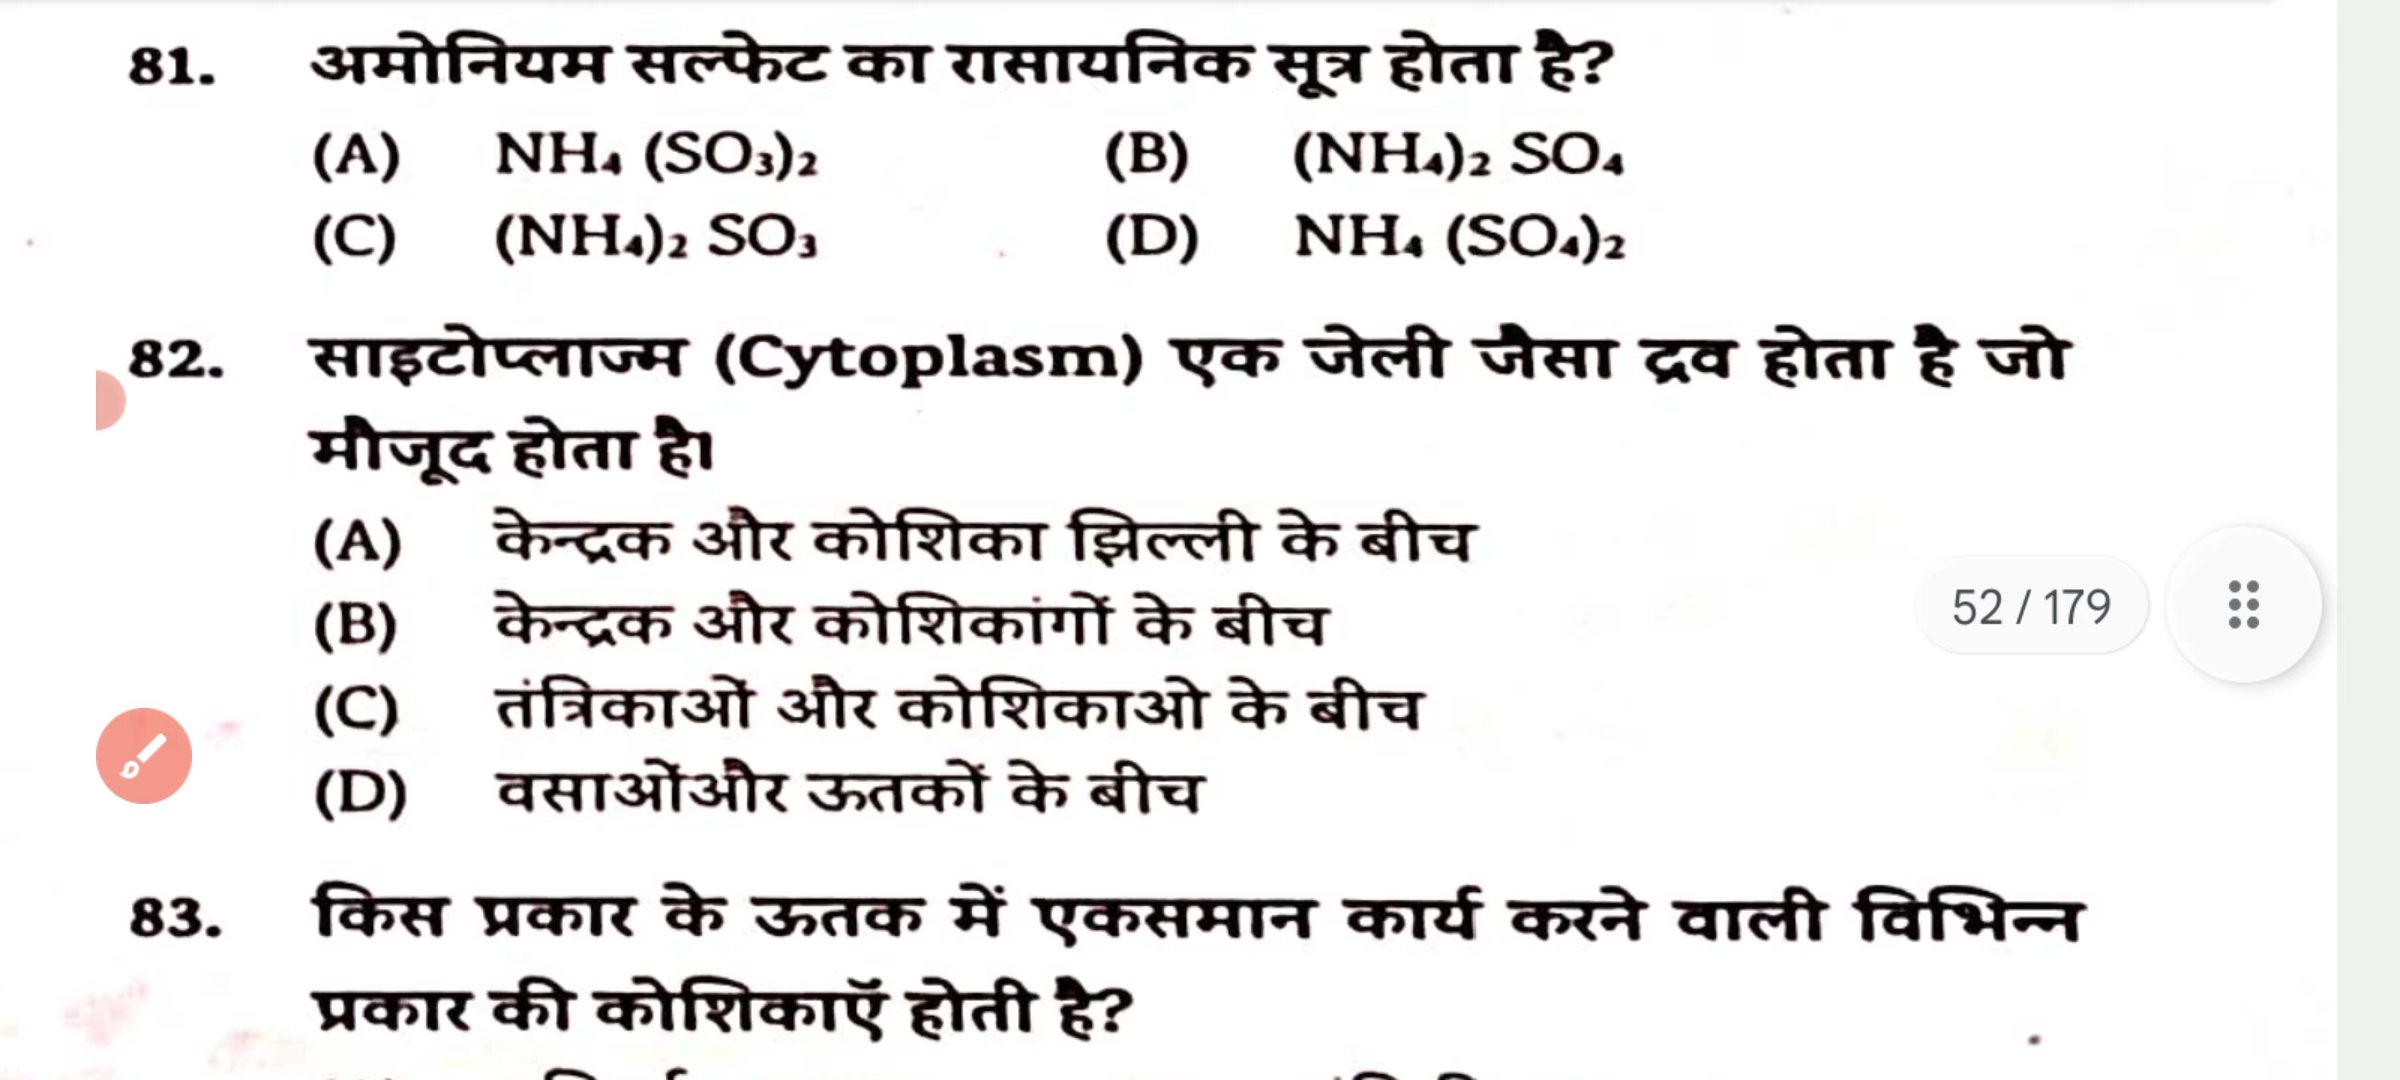 81. अमोनियम सल्फेट का रासायनिक सूत्र होता है?
(A) NH₄ (SO₃)₂ (B) (NH₄)₂ SO₄
(C) (NH₄)₂ SO₃ (D) NH₄ (SO₄)₂
82. साइटोप्लाज्म (Cytoplasm) एक जेली जैसा द्रव होता है जो
मौजूद होता है।
(A) केन्द्रक और कोशिका झिल्ली के बीच
(B) केन्द्रक और कोशिकांगों के बीच
52 / 179
(C) तंत्रिकाओं और कोशिकाओ के बीच
(D) वसाओंऔर ऊतकों के बीच
83. किस प्रकार के ऊतक में एकसमान कार्य करने वाली विभिन्न
प्रकार की कोशिकाऍ होती है?